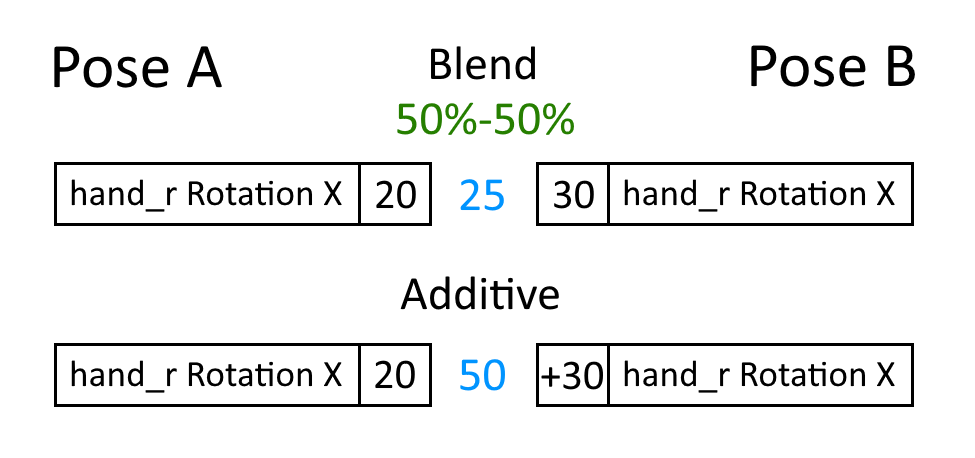 Pose A Blend Pose B
50%-50%
hand_r Rotation X 20 25 30 hand_r Rotation X
Additive
hand_r Rotation X 20 50 +30 hand_r Rotation X